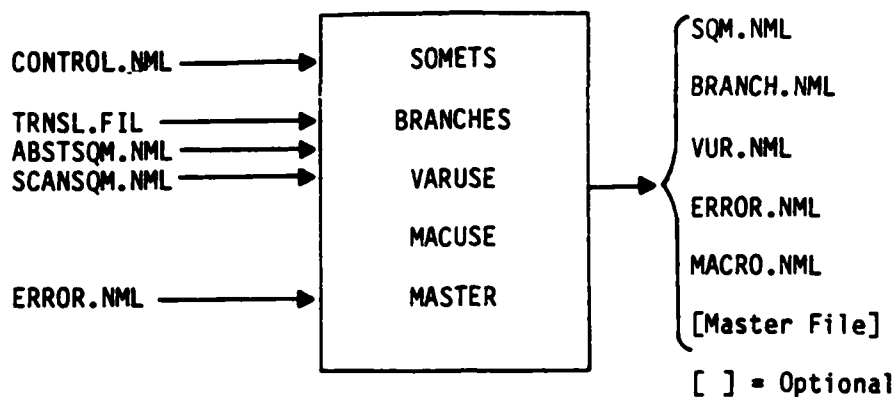 CONTROL.NML
TRNSL.FIL
ABSTSQM.NML
SCANSQM.NML
ERROR.NML
SOMETS
BRANCHES
VARUSE
MACUSE
MASTER
SQM.NML
BRANCH.NML
VUR.NML
ERROR.NML
MACRO.NML
[Master File]
[ ] = Optional